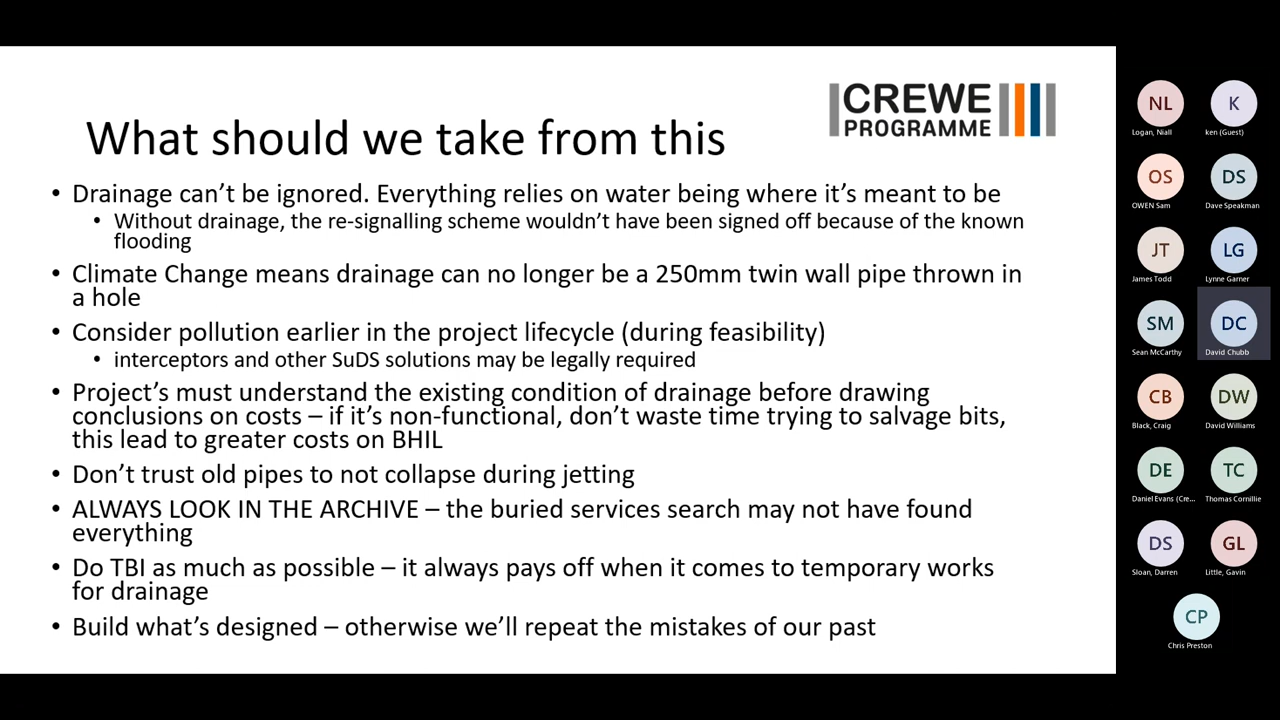 CREWE
PROGRAMME
What should we take from this
• Drainage can’t be ignored. Everything relies on water being where it’s meant to be
• Without drainage, the re-signalling scheme wouldn’t have been signed off because of the known
flooding
• Climate Change means drainage can no longer be a 250mm twin wall pipe thrown in
a hole
• Consider pollution earlier in the project lifecycle (during feasibility)
• interceptors and other SuDS solutions may be legally required
• Project’s must understand the existing condition of drainage before drawing
conclusions on costs – if it’s non-functional, don’t waste time trying to salvage bits,
this lead to greater costs on BHIL
• Don’t trust old pipes to not collapse during jetting
• ALWAYS LOOK IN THE ARCHIVE – the buried services search may not have found
everything
• Do TBI as much as possible – it always pays off when it comes to temporary works
for drainage
• Build what’s designed – otherwise we’ll repeat the mistakes of our past
NL
Logan, Niall
K
ken (Guest)
OS
OWEN Sam
DS
Dave Speakman
JT
James Todd
LG
Lynne Garner
SM
Sean McCarthy
DC
David Chubb
CB
Black, Craig
DW
David Williams
DE
Daniel Evans (Cre...
TC
Thomas Cornillie
DS
Sloan, Darren
GL
Little, Gavin
CP
Chris Preston